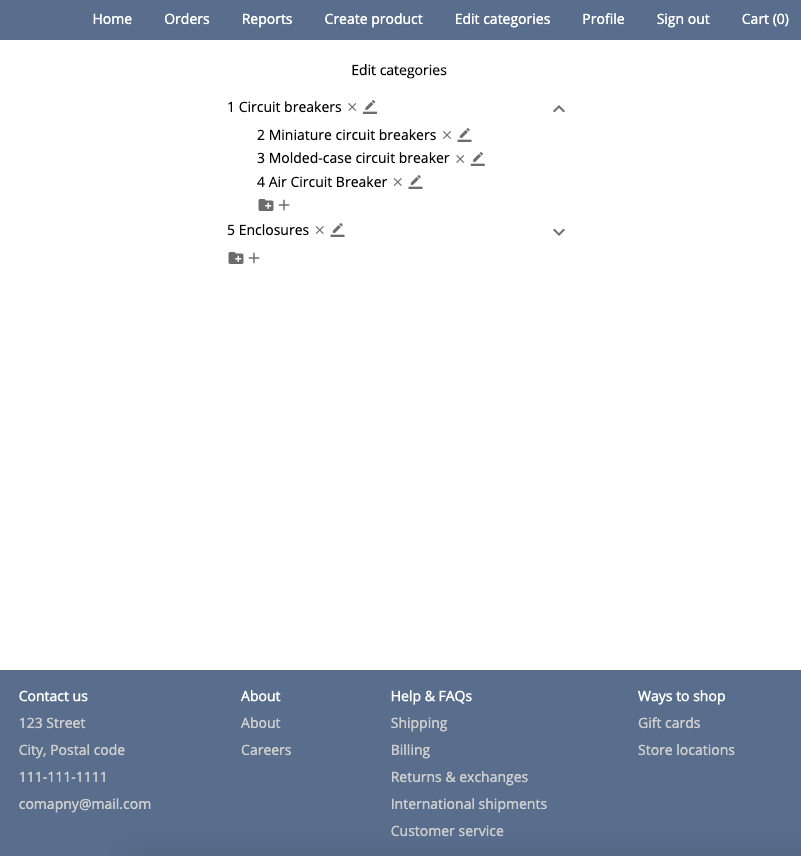 Home Orders Reports Create product Edit categories Profile Sign out Cart (0)
Edit categories
1 Circuit breakers
2 Miniature circuit breakers
3 Molded-case circuit breaker
4 Air Circuit Breaker
5 Enclosures
Contact us
123 Street
City, Postal code
111-111-1111
comapny@mail.com
About
About
Careers
Help & FAQs
Shipping
Billing
Returns & exchanges
International shipments
Customer service
Ways to shop
Gift cards
Store locations